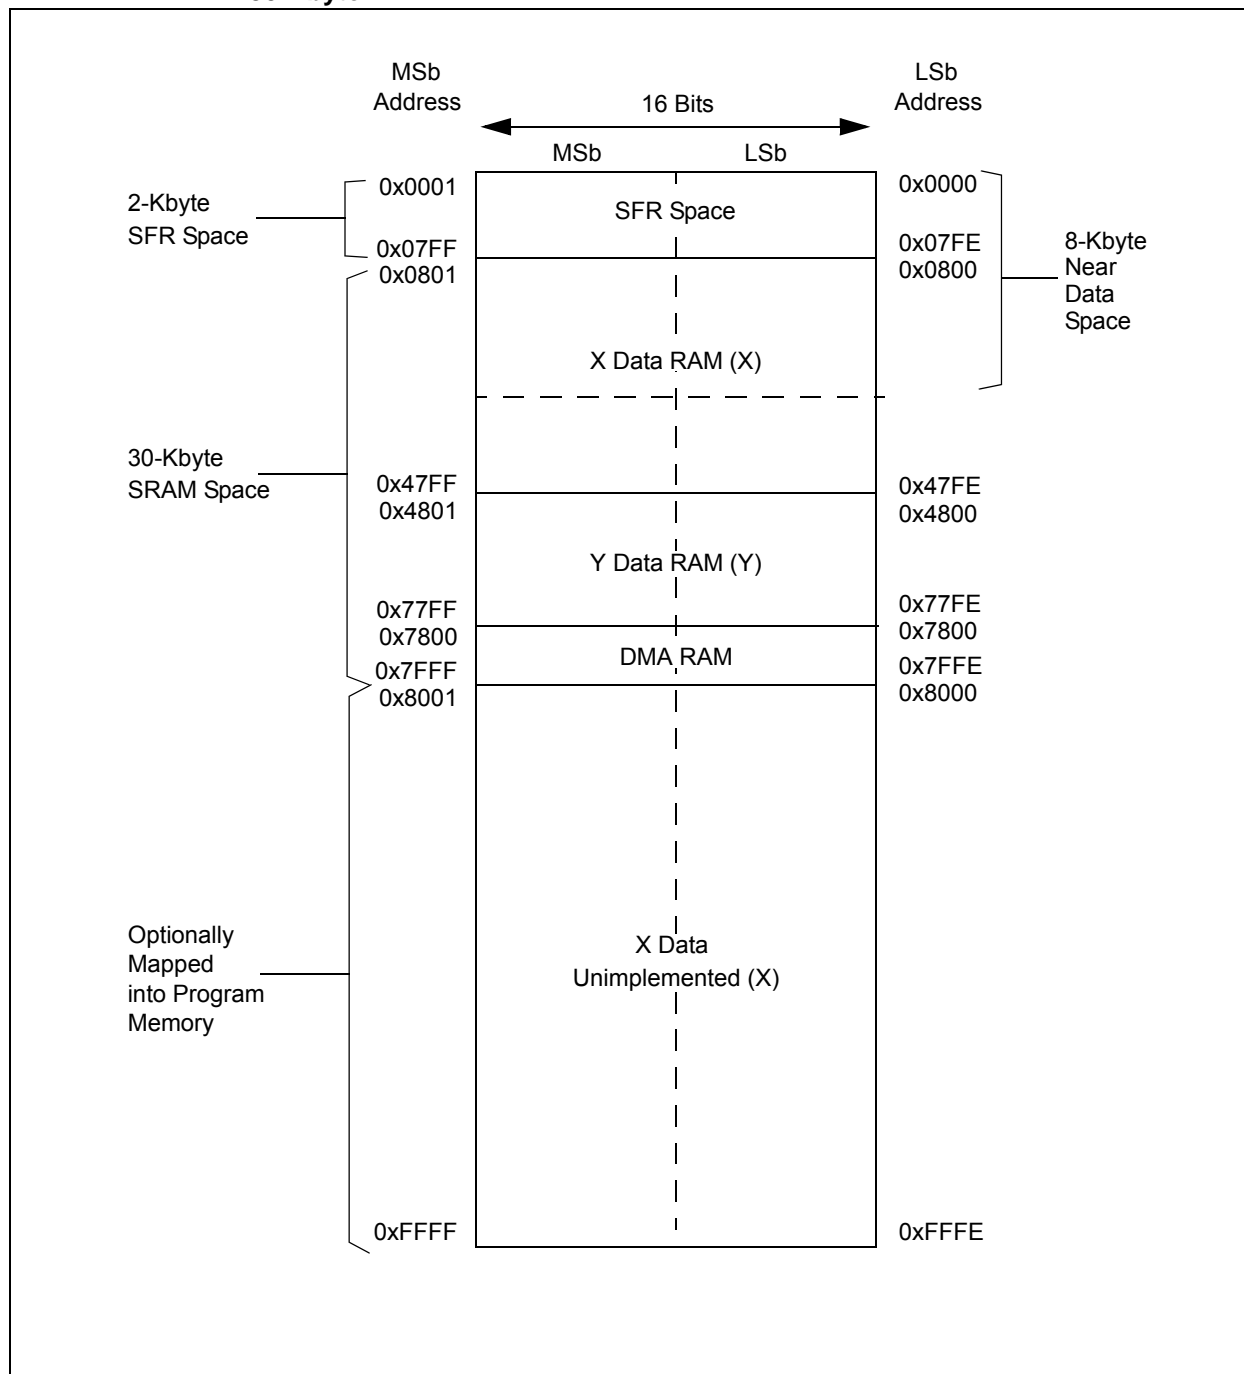 MSb
Address
LSb
Address
16 Bits
MSb
LSb
0x0001
0x0000
2-Kbyte
SFR Space
SFR Space
0x07FF
0x07FE
0x0801
0x0800
8-Kbyte
Near
Data
Space
X Data RAM (X)
30-Kbyte
SRAM Space
0x47FF
0x47FE
0x4801
0x4800
Y Data RAM (Y)
0x77FF
0x77FE
0x7800
0x7800
DMA RAM
0x7FFF
0x7FFE
0x8001
0x8000
Optionally
Mapped
into Program
Memory
X Data
Unimplemented (X)
0xFFFF
0xFFFE